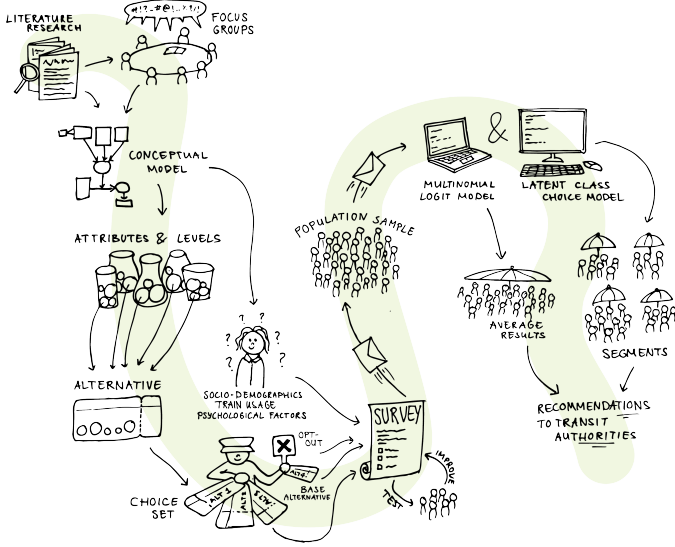 LITERATURE
RESEARCH
#!?-#@!..?!/!
FOCUS
GROUPS
CONCEPTUAL
MODEL
ATTRIBUTES & LEVELS
ALTERNATIVE
CHOICE
SET
ALT 1
ALT 2
ALT 4!
OPT-
OUT
BASE
ALTERNATIVE
? ? ? ? ? ? ?
SOCIO-DEMOGRAPHICS
TRAIN USAGE
PSYCHOLOGICAL FACTORS
SURVEY
TEST
IMPROVE
POPULATION SAMPLE
MULTINOMIAL
LOGIT MODEL
&
LATENT CLASS
CHOICE MODEL
AVERAGE
RESULTS
SEGMENTS
RECOMMENDATIONS
TO TRANSIT
AUTHORITIES